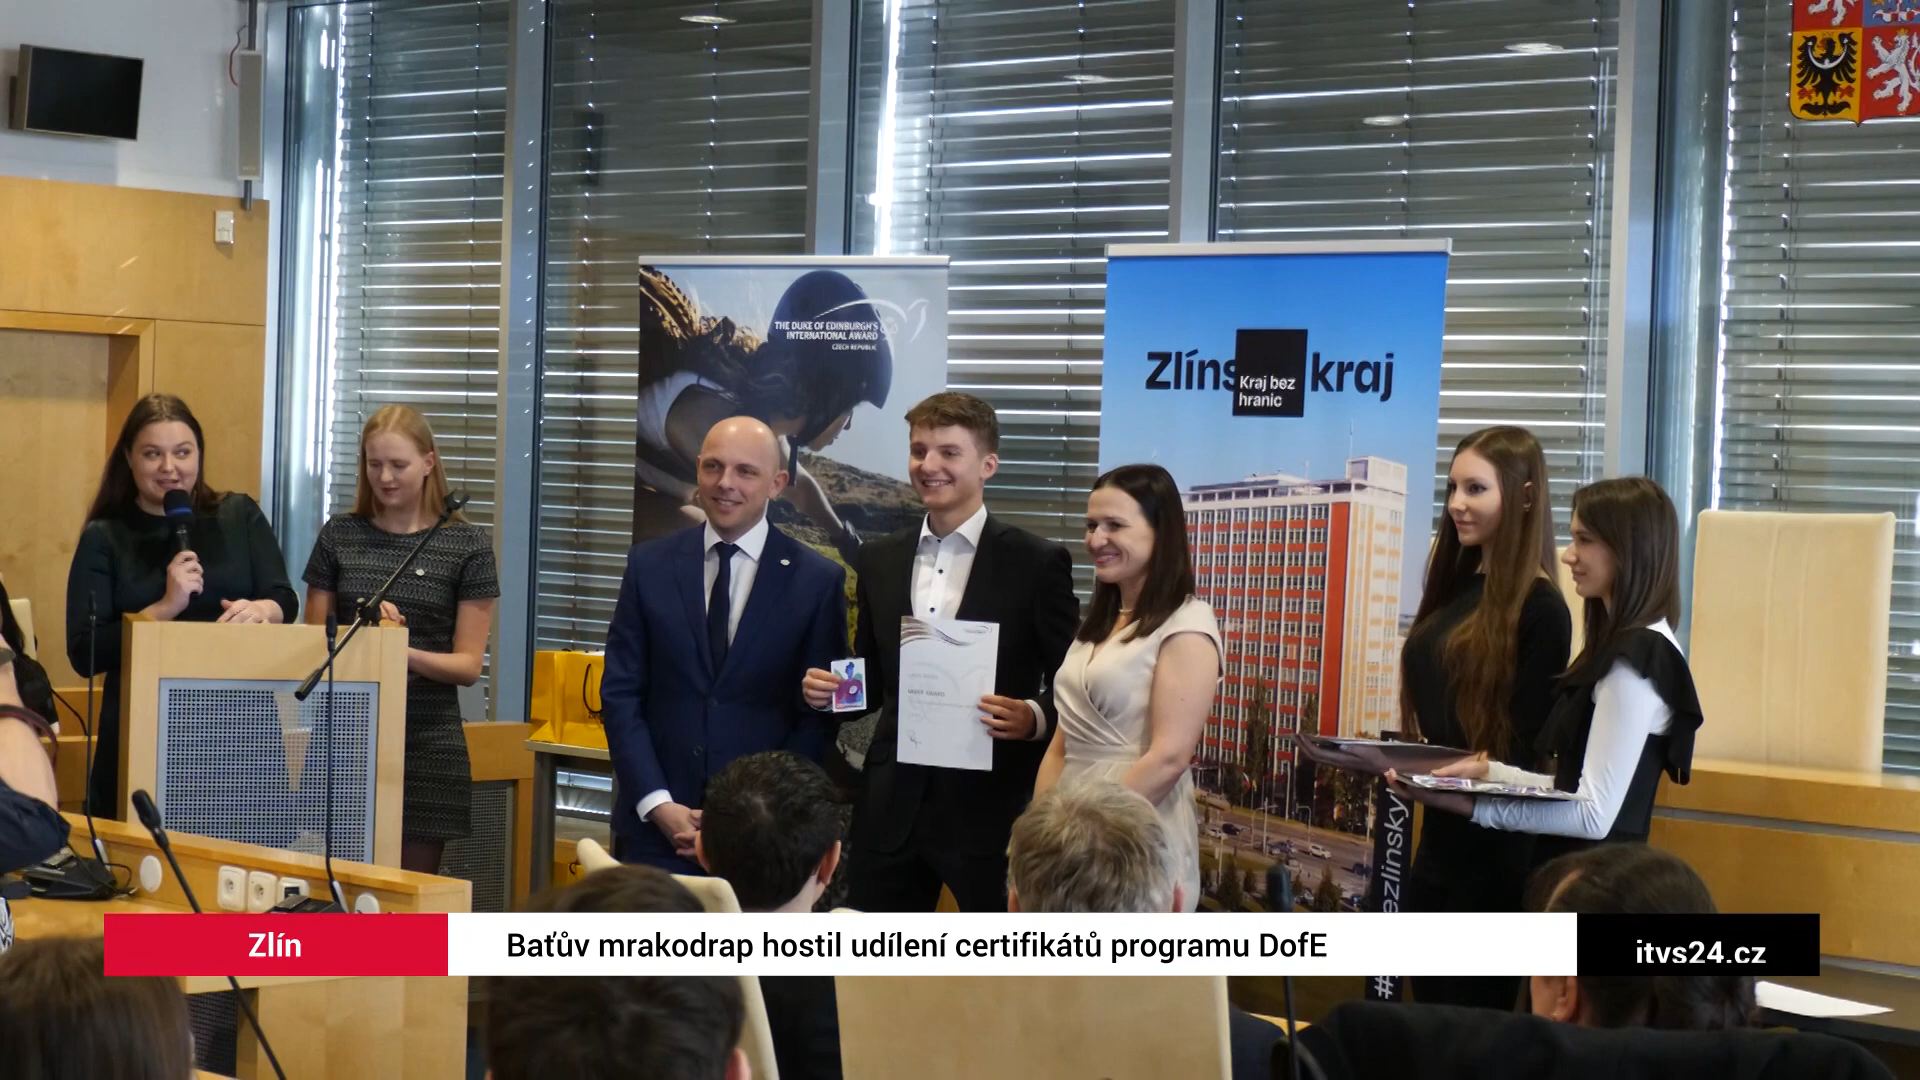 THE DUKE OF EDINBURGH'S
INTERNATIONAL AWARD
CZECH REPUBLIC
Zlíns kraj
Kraj bez
hranic
Zlín
Baťův mrakodrap hostil udílení certifikátů programu DofE
itvs24.cz